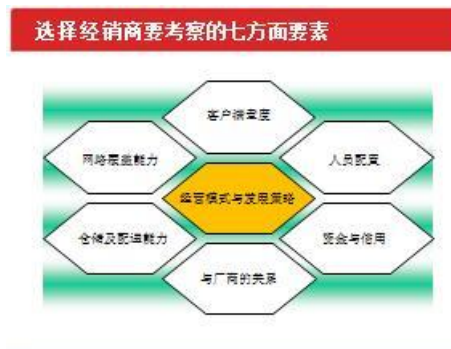 选择经销商要考察的七方面要素
客户满意度
网络覆盖能力
人员配置
经营模式与发展策略
仓储及配送能力
资金与信用
与厂商的关系